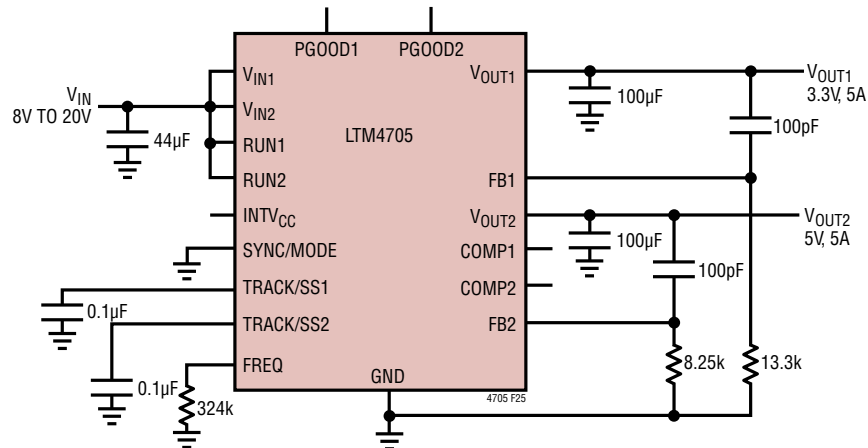 PGOOD1
PGOOD2
VIN1
VOUT1
VOUT1
3.3V, 5A
VIN
8V TO 20V
VIN2
100µF
44µF
RUN1
LTM4705
100pF
RUN2
FB1
INTVCC
VOUT2
VOUT2
5V, 5A
SYNC/MODE
COMP1
100µF
100pF
TRACK/SS1
COMP2
0.1µF
TRACK/SS2
FB2
FREQ
8.25k
13.3k
0.1µF
324k
GND
4705 F25